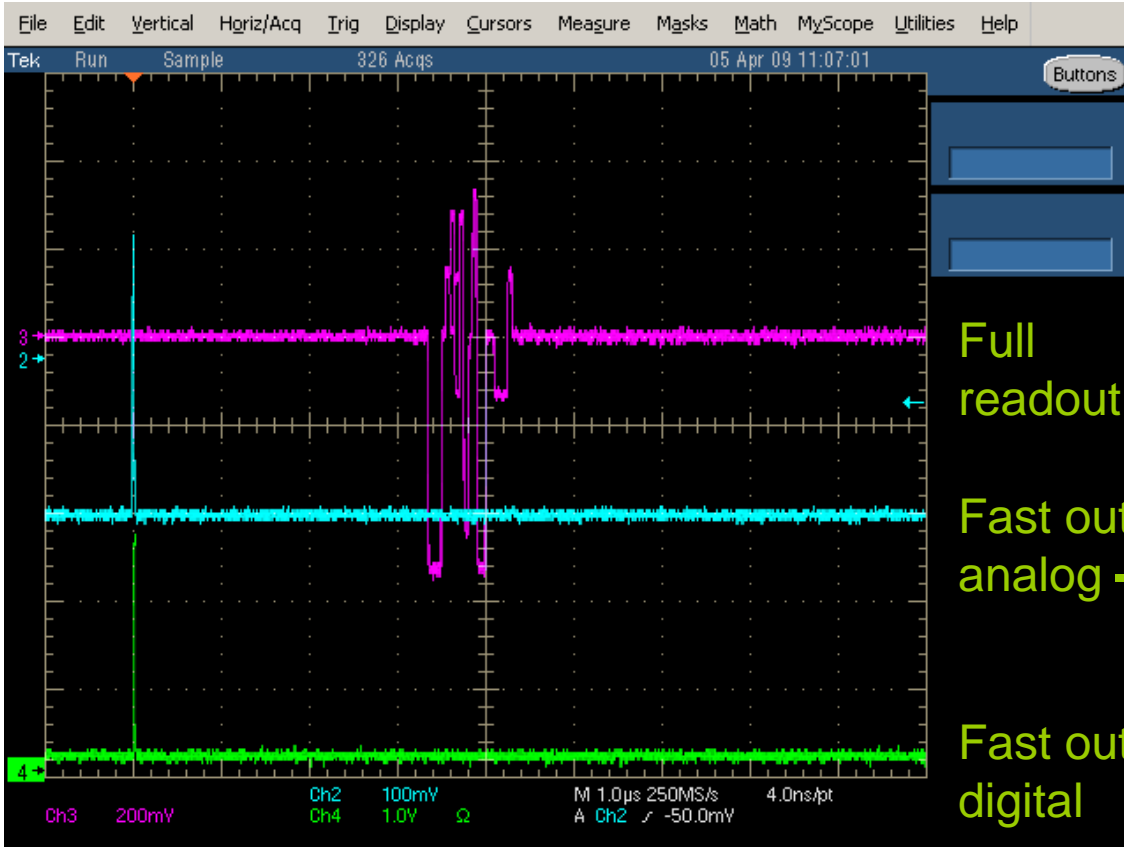 File Edit Vertical Horiz/Acq Trig Display Cursors Measure Masks Math MyScope Utilities Help
Tek Run Sample 326 Acqs 05 Apr 09 11:07:01
Buttons
3
2
Full
readout
Fast out
analog -
Fast out
digital
4
Ch2 100mV M 1.0µs 250MS/s 4.0ns/pt
Ch3 200mV Ch4 1.0V Ω A Ch2 / -50.0mV